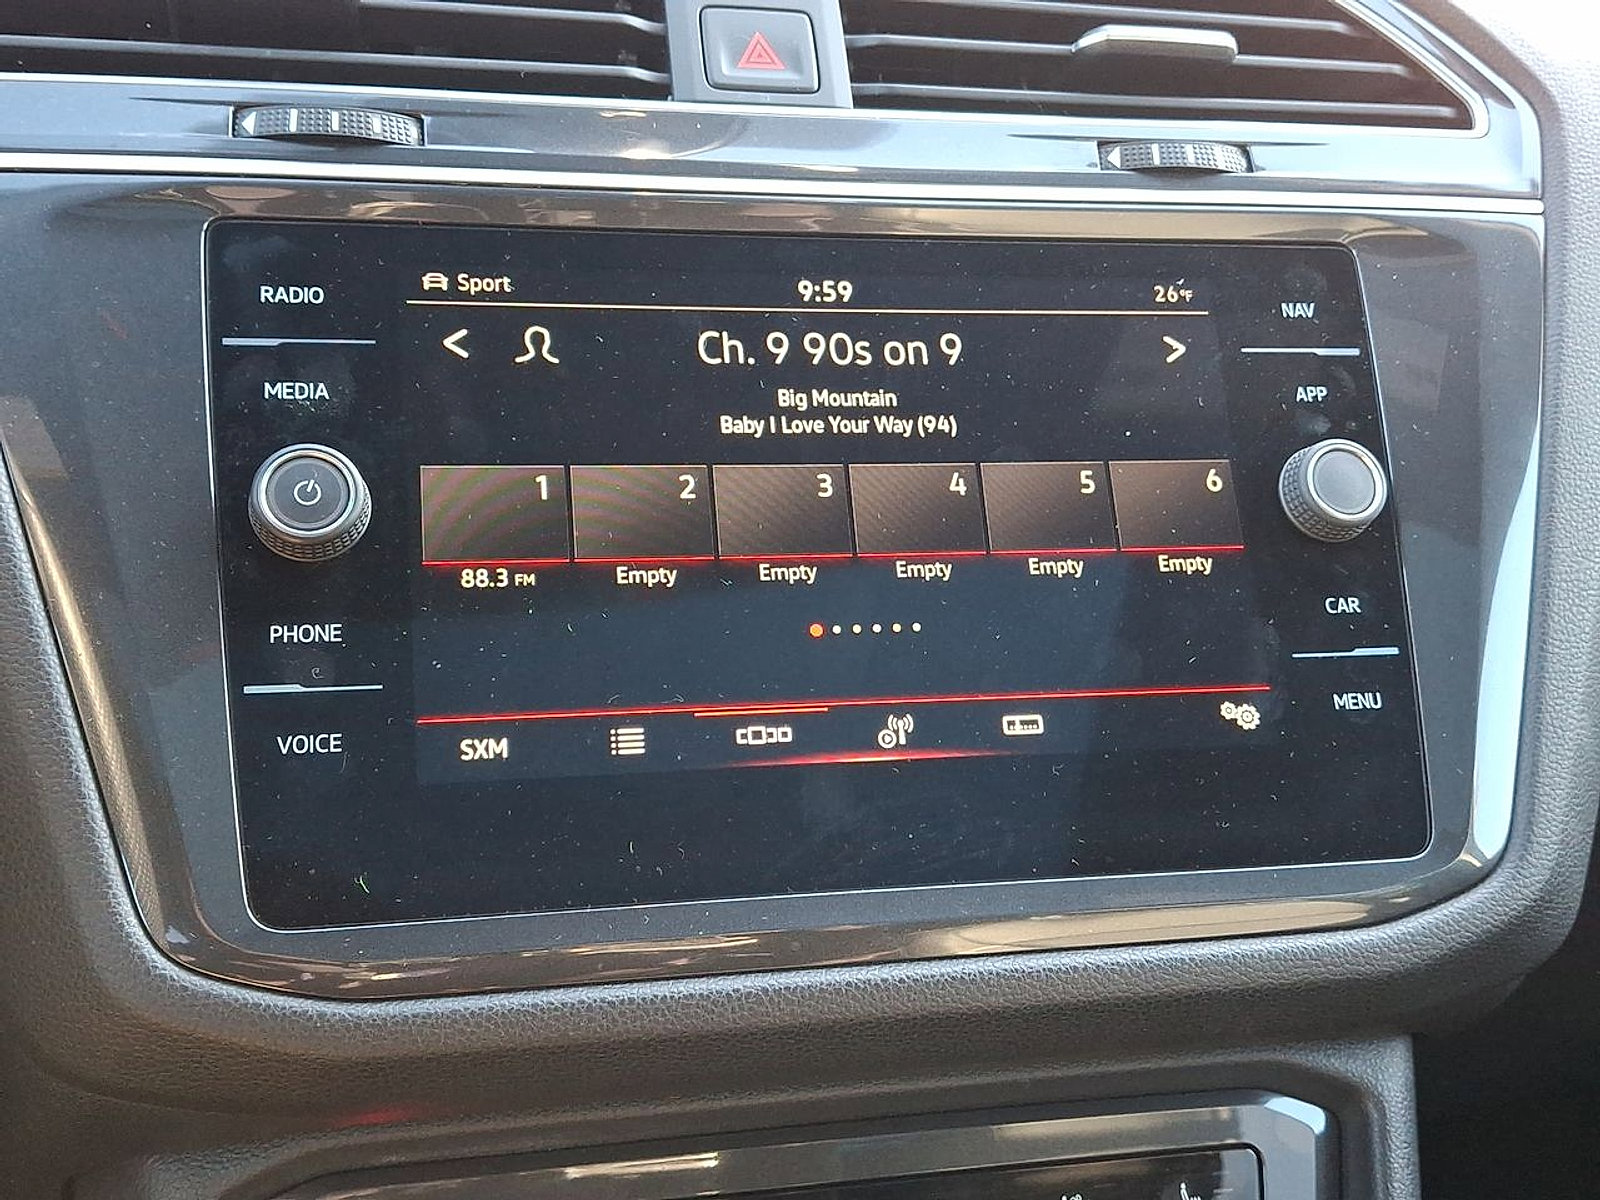 RADIO
MEDIA
PHONE
VOICE
Sport 9:59 26°F
< Ch. 9 90s on 9 >
Big Mountain
Baby I Love Your Way (94)
1 2 3 4 5 6
88.3 FM Empty Empty Empty Empty Empty
SXM
NAV
APP
CAR
MENU